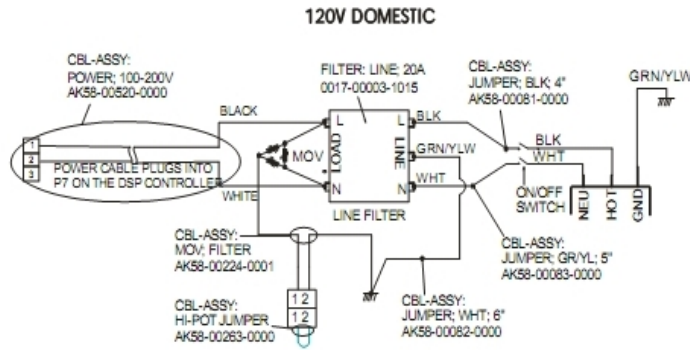 120V DOMESTIC
CBL-ASSY:
POWER; 100-200V
AK58-00520-0000
FILTER: LINE; 20A
0017-00003-1015
CBL-ASSY:
JUMPER; BLK; 4"
AK58-00081-0000
GRN/YLW
BLACK
L
L
BLK
1
2
3
MOV
LOAD
LINE
GRN/YLW
BLK
WHT
POWER CABLE PLUGS INTO
P7 ON THE DSP CONTROLLER
WHITE
N
N
WHT
ON/OFF
SWITCH
NEU
HOT
GND
LINE FILTER
CBL-ASSY:
MOV; FILTER
AK58-00224-0001
CBL-ASSY:
JUMPER; GR/YL; 5"
AK58-00083-0000
1 2
1 2
CBL-ASSY:
HI-POT JUMPER
AK58-00263-0000
CBL-ASSY:
JUMPER; WHT; 6"
AK58-00082-0000